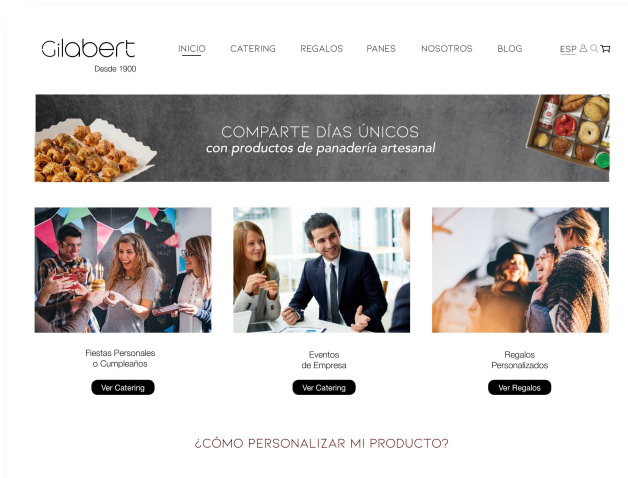 Gilabert
Desde 1900
INICIO CATERING REGALOS PANES NOSOTROS BLOG ESP
COMPARTE DÍAS ÚNICOS
con productos de panadería artesanal
Fiestas Personales
o Cumpleaños
Ver Catering
Eventos
de Empresa
Ver Catering
Regalos
Personalizados
Ver Regalos
¿CÓMO PERSONALIZAR MI PRODUCTO?